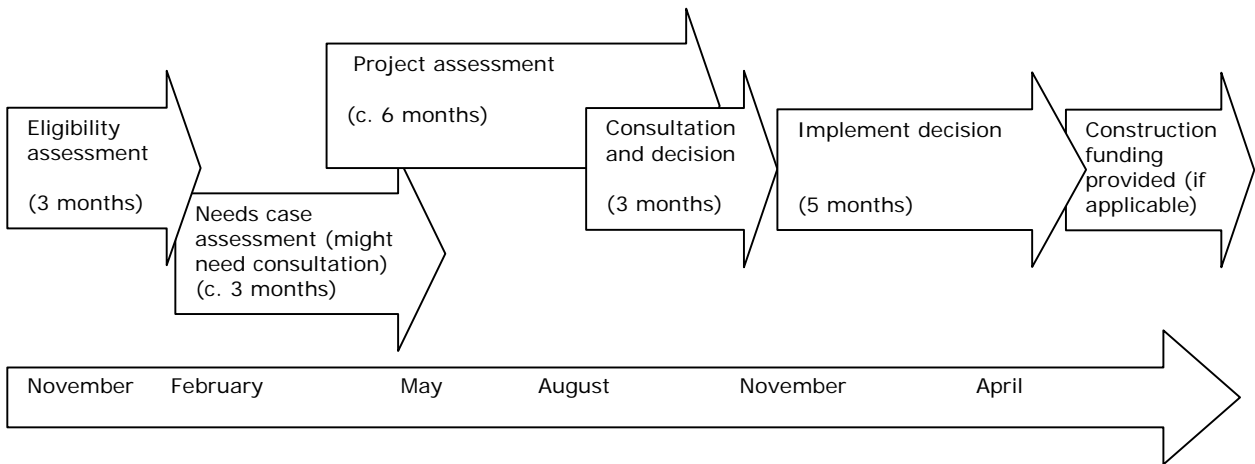 Project assessment
(c. 6 months)
Eligibility
assessment
(3 months)
Needs case
assessment (might
need consultation)
(c. 3 months)
Consultation
and decision
(3 months)
Implement decision
(5 months)
Construction
funding
provided (if
applicable)
November February May August November April